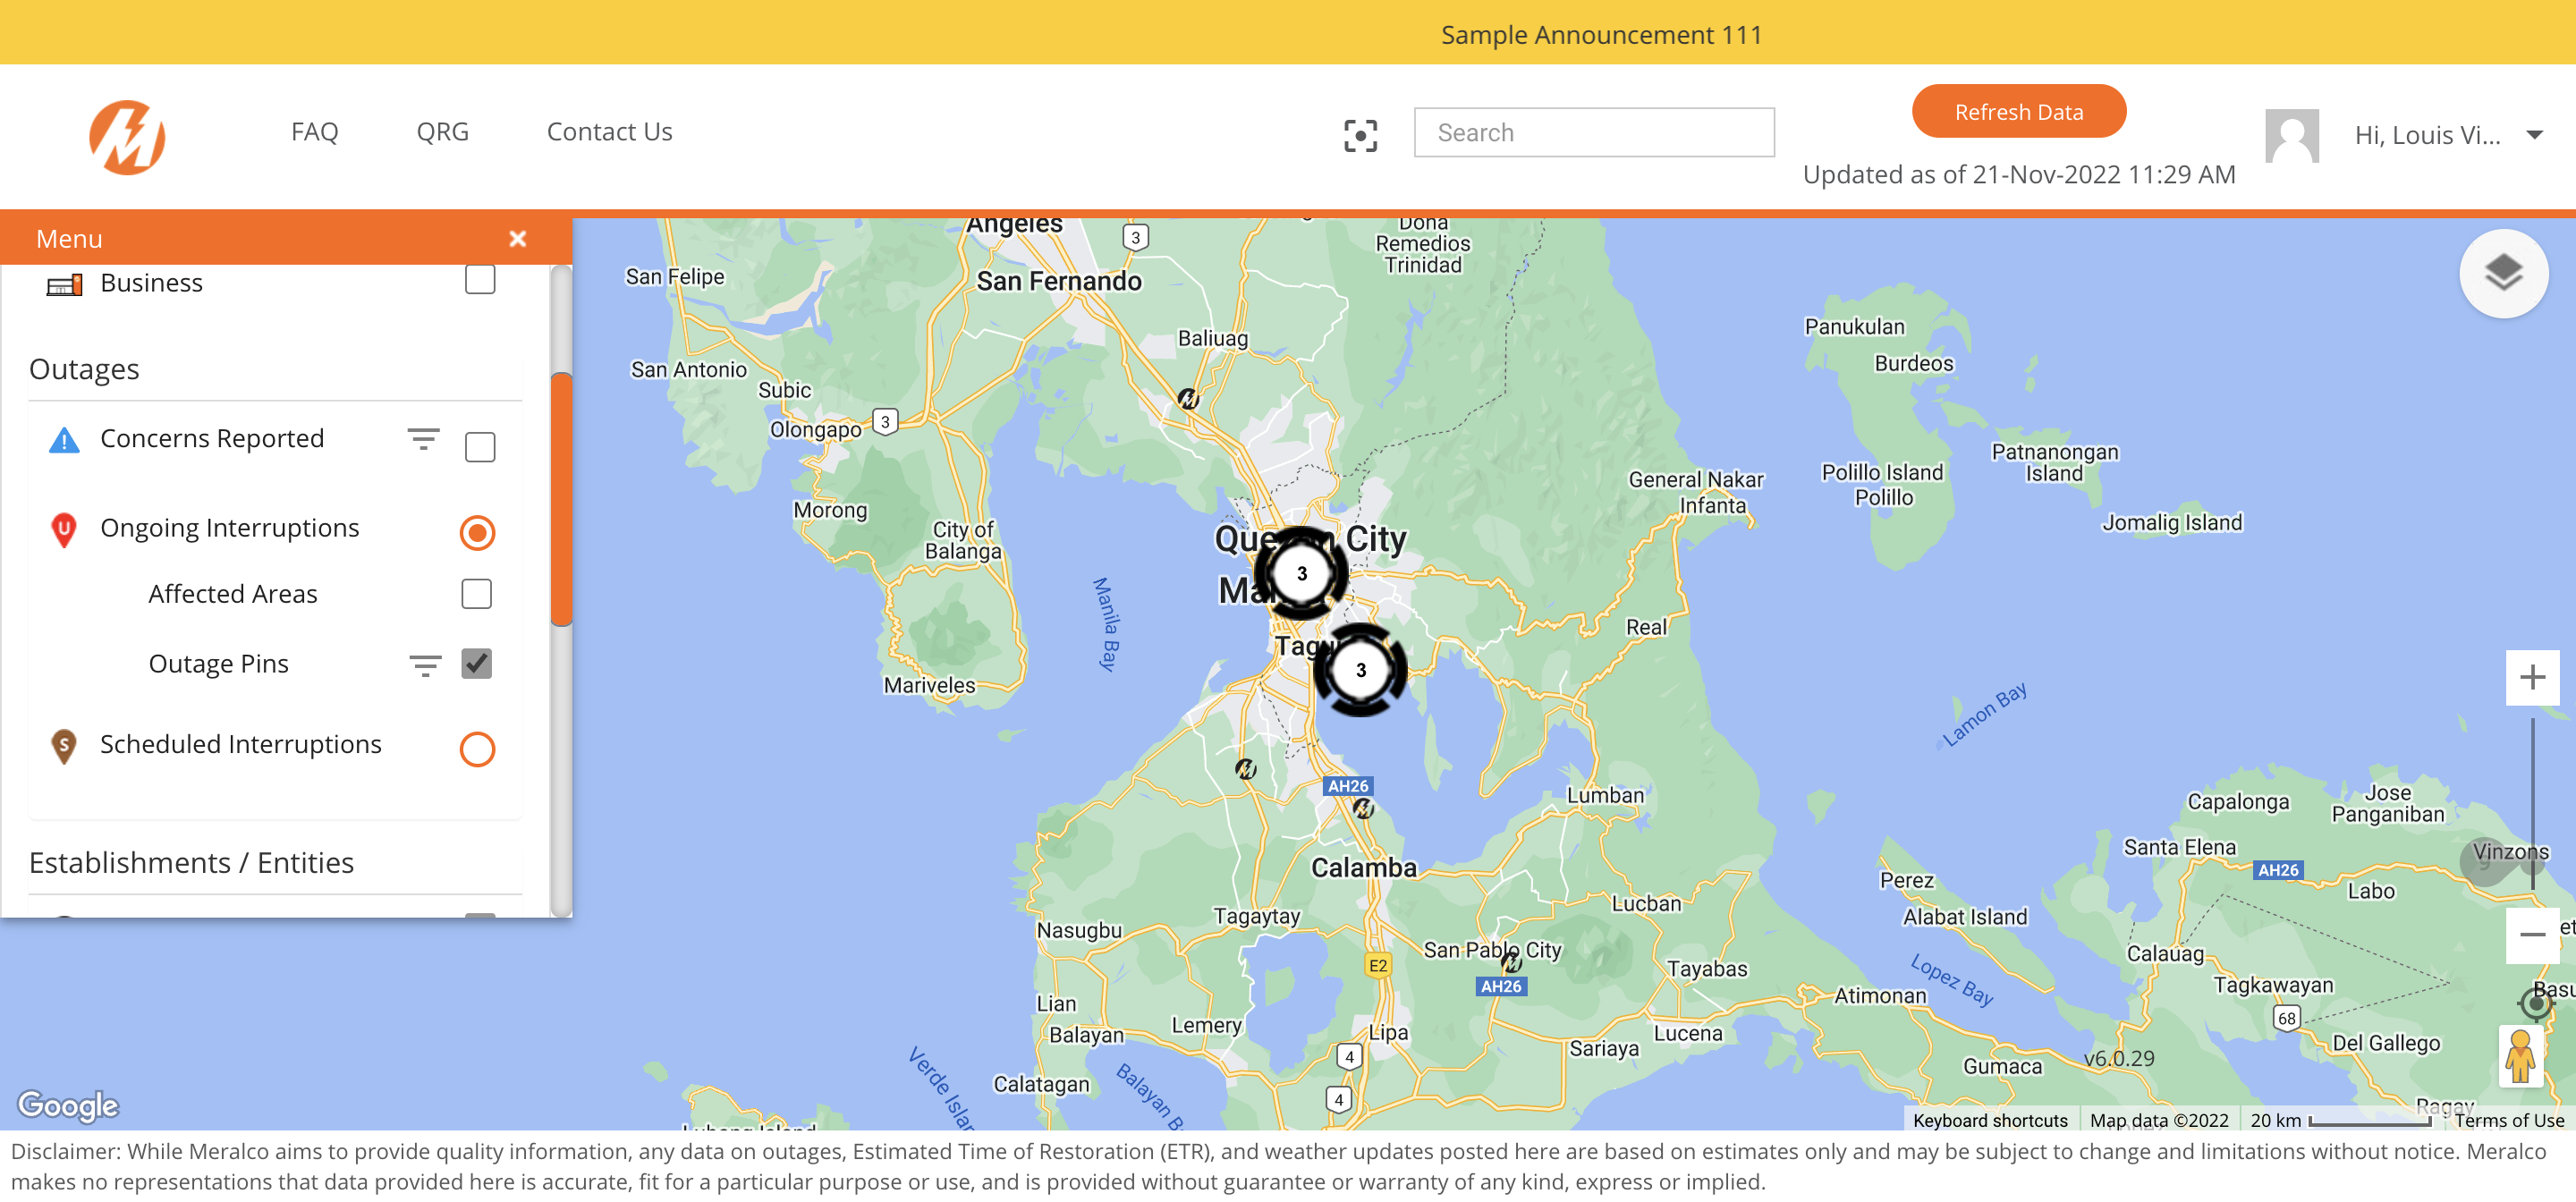 Sample Announcement 111
FAQ
QRG
Contact Us
Search
Refresh Data
Updated as of 21-Nov-2022 11:29 AM
Hi, Louis Vi...
Menu
Business
Outages
Concerns Reported
Ongoing Interruptions
U
Affected Areas
Outage Pins
Scheduled Interruptions
S
Establishments / Entities
Angeles
3
Dona
Remedios
Trinidad
San Felipe
San Fernando
Baliuag
San Antonio
Subic
Olongapo
3
Panukulan
Burdeos
Patnanongan
Island
Polillo Island
Polillo
General Nakar
Infanta
Jomalig Island
Morong
City of
Balanga
City
3
Manila Bay
Real
3
Mariveles
Lamon Bay
AH26
Lumban
Capalonga
Jose
Panganiban
Santa Elena
Vinzons
AH26
Labo
Calamba
Perez
Alabat Island
Lucban
Tagaytay
Nasugbu
San Pablo City
AH26
E2
Tayabas
Calauag
Lopez Bay
Tagkawayan
Atimonan
68
Lian
Balayan
Lemery
Lipa
Lucena
Sariaya
4
Del Gallego
Gumaca
v6.0.29
Calatagan
4
Ragay
Google
Keyboard shortcuts
Map data ©2022
20 km
Terms of Use
Disclaimer: While Meralco aims to provide quality information, any data on outages, Estimated Time of Restoration (ETR), and weather updates posted here are based on estimates only and may be subject to change and limitations without notice. Meralco
makes no representations that data provided here is accurate, fit for a particular purpose or use, and is provided without guarantee or warranty of any kind, express or implied.